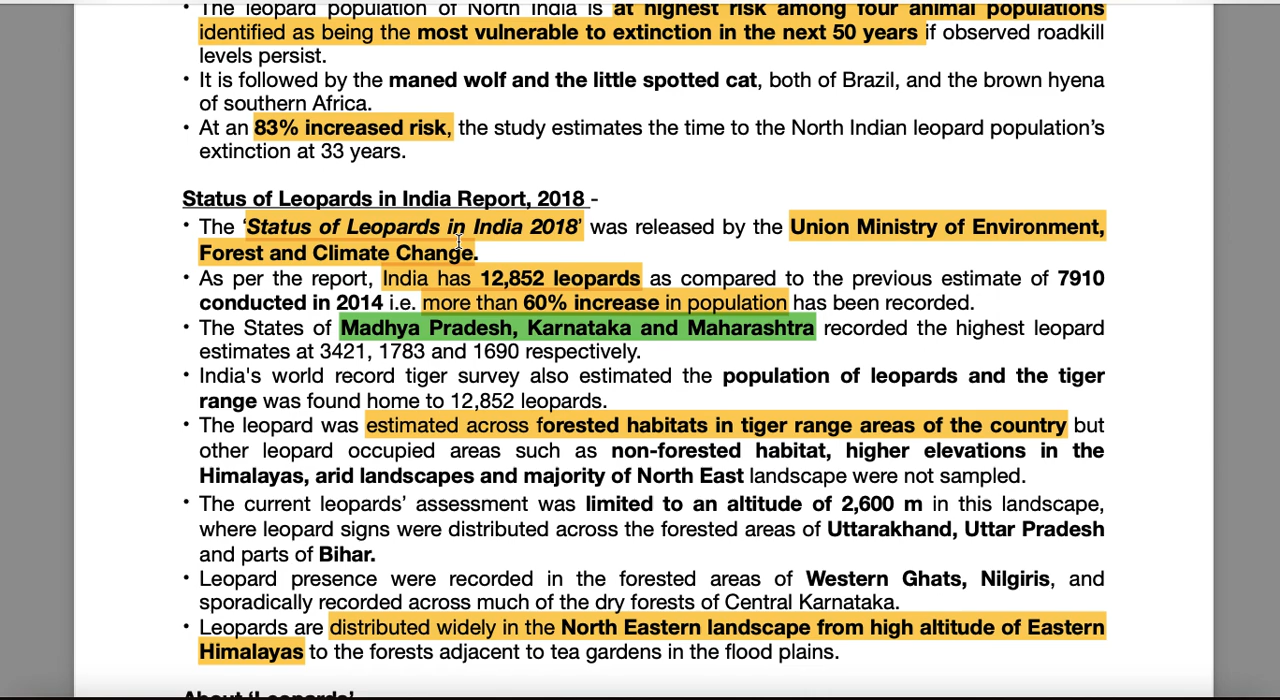 • The leopard population of North India is at highest risk among four animal populations
identified as being the most vulnerable to extinction in the next 50 years if observed roadkill
levels persist.
• It is followed by the maned wolf and the little spotted cat, both of Brazil, and the brown hyena
of southern Africa.
• At an 83% increased risk, the study estimates the time to the North Indian leopard population's
extinction at 33 years.
Status of Leopards in India Report, 2018 -
• The 'Status of Leopards in India 2018' was released by the Union Ministry of Environment,
Forest and Climate Change.
• As per the report, India has 12,852 leopards as compared to the previous estimate of 7910
conducted in 2014 i.e. more than 60% increase in population has been recorded.
• The States of Madhya Pradesh, Karnataka and Maharashtra recorded the highest leopard
estimates at 3421, 1783 and 1690 respectively.
• India's world record tiger survey also estimated the population of leopards and the tiger
range was found home to 12,852 leopards.
• The leopard was estimated across forested habitats in tiger range areas of the country but
other leopard occupied areas such as non-forested habitat, higher elevations in the
Himalayas, arid landscapes and majority of North East landscape were not sampled.
• The current leopards' assessment was limited to an altitude of 2,600 m in this landscape,
where leopard signs were distributed across the forested areas of Uttarakhand, Uttar Pradesh
and parts of Bihar.
• Leopard presence were recorded in the forested areas of Western Ghats, Nilgiris, and
sporadically recorded across much of the dry forests of Central Karnataka.
• Leopards are distributed widely in the North Eastern landscape from high altitude of Eastern
Himalayas to the forests adjacent to tea gardens in the flood plains.
About 'Leopards'